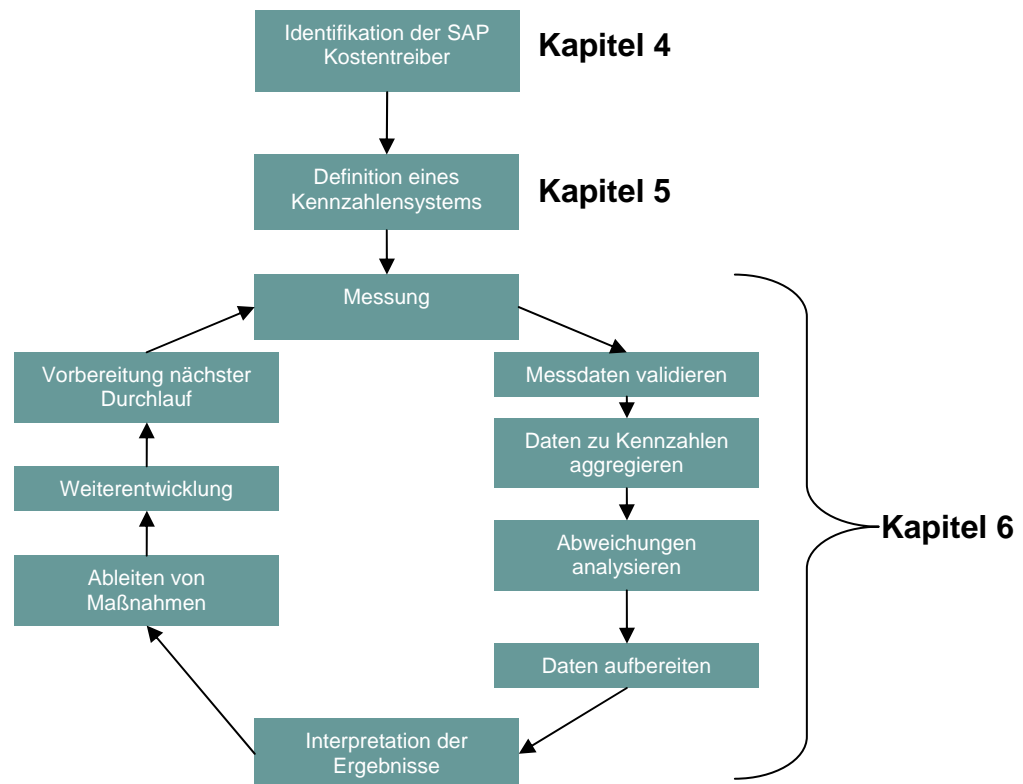 Identifikation der SAP
Kostentreiber
Kapitel 4
Definition eines
Kennzahlensystems
Kapitel 5
Messung
Messdaten validieren
Daten zu Kennzahlen
aggregieren
Abweichungen
analysieren
Daten aufbereiten
Interpretation der
Ergebnisse
Ableiten von
Maßnahmen
Weiterentwicklung
Vorbereitung nächster
Durchlauf
Kapitel 6